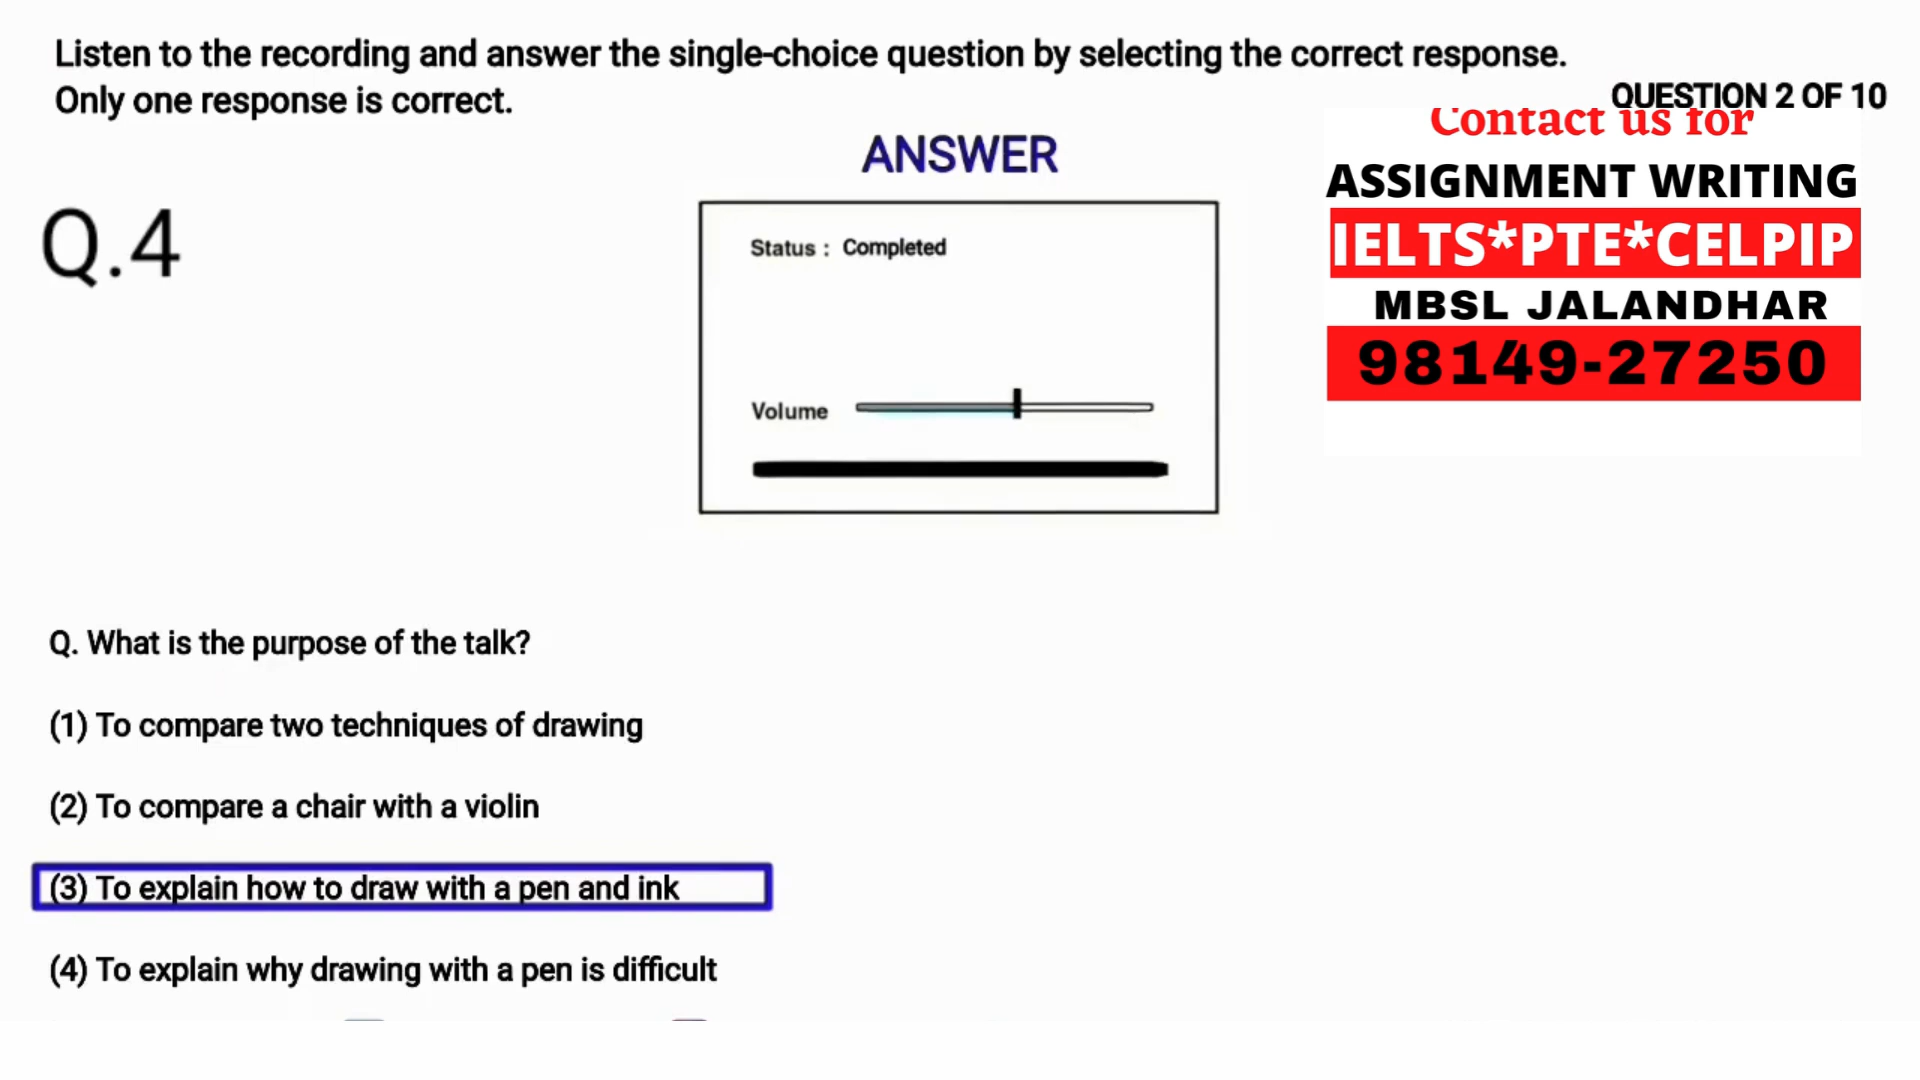 Listen to the recording and answer the single-choice question by selecting the correct response.
Only one response is correct.
QUESTION 2 OF 10
Contact us for
ANSWER
ASSIGNMENT WRITING
Q.4
IELTS*PTE*CELPIP
Status : Completed
MBSL JALANDHAR
98149-27250
Volume
Q. What is the purpose of the talk?
(1) To compare two techniques of drawing
(2) To compare a chair with a violin
(3) To explain how to draw with a pen and ink
(4) To explain why drawing with a pen is difficult